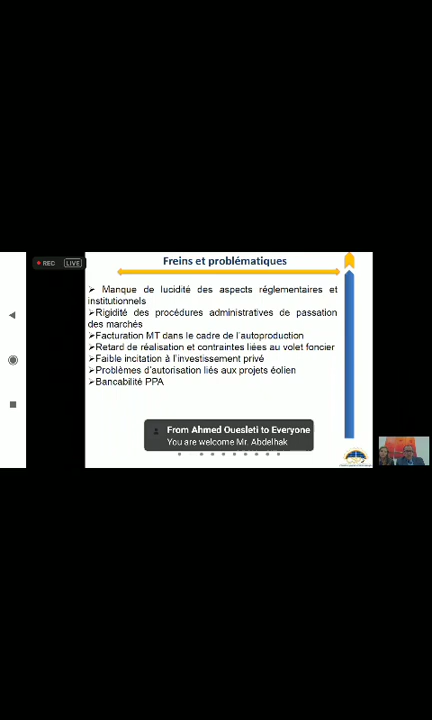 Freins et problématiques
REC LIVE
➢ Manque de lucidité des aspects réglementaires et
institutionnels
➢Rigidité des procédures administratives de passation
des marchés
➢Facturation MT dans le cadre de l'autoproduction
➢Retard de réalisation et contraintes liées au volet foncier
➢Faible incitation à l'investissement privé
➢Problèmes d'autorisation liés aux projets éolien
➢Bancabilité PPA
From Ahmed Ouesleti to Everyone
You are welcome Mr. Abdelhak